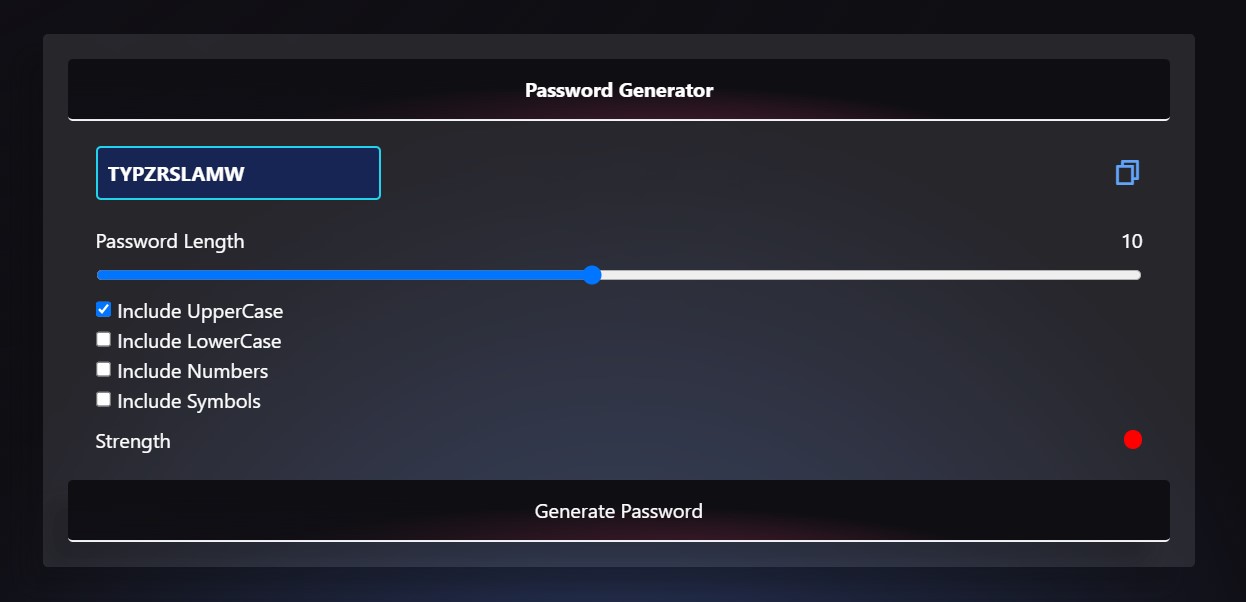 Password Generator
TYPZRSLAMW
Password Length 10
Include UpperCase
Include LowerCase
Include Numbers
Include Symbols
Strength
Generate Password